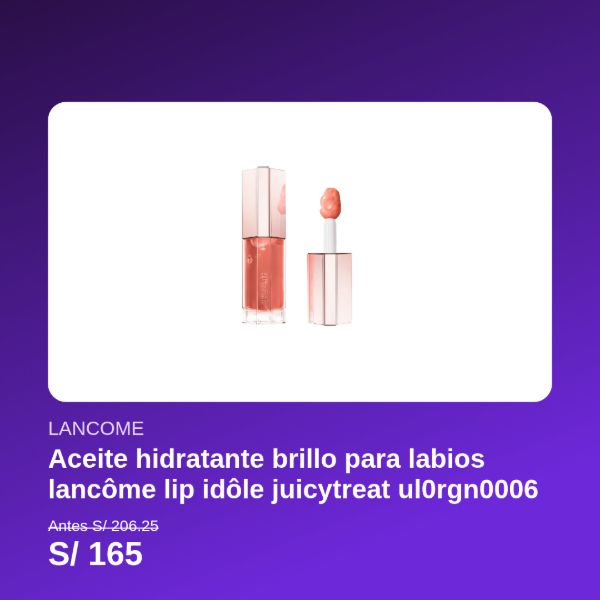 LANCOME
Aceite hidratante brillo para labios
lancôme lip idôle juicytreat ul0rgn0006
Antes S/ 206.25
S/ 165